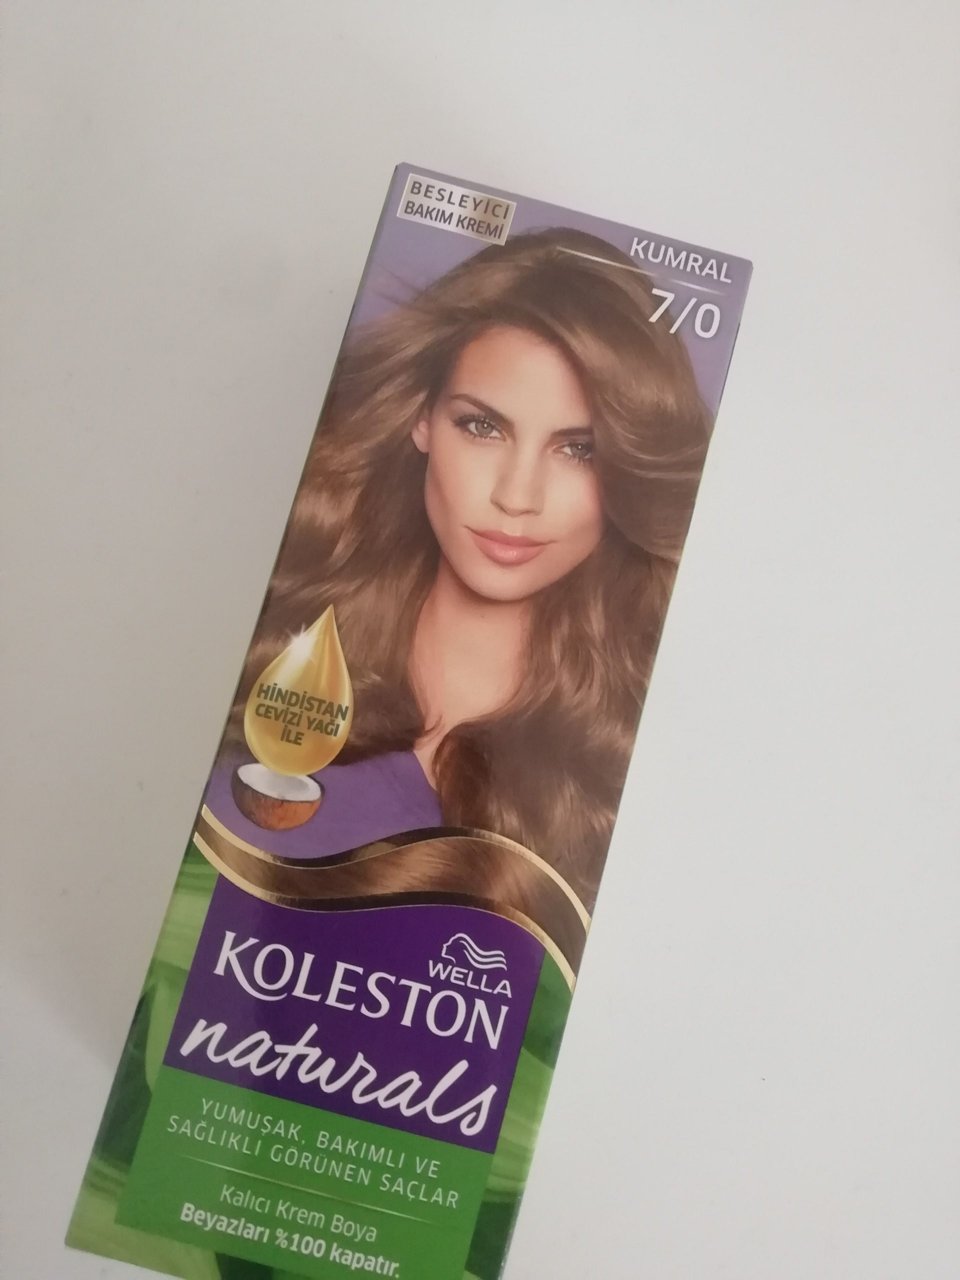 BESLEYİCİ
BAKIM KREMİ
KUMRAL
7/0
HİNDİSTAN
CEVİZİ YAĞI
İLE
WELLA
KOLESTON
naturals
YUMUŞAK, BAKIMLI VE
SAĞLIKLI GÖRÜNEN SAÇLAR
Kalıcı Krem Boya
Beyazları %100 kapatır.